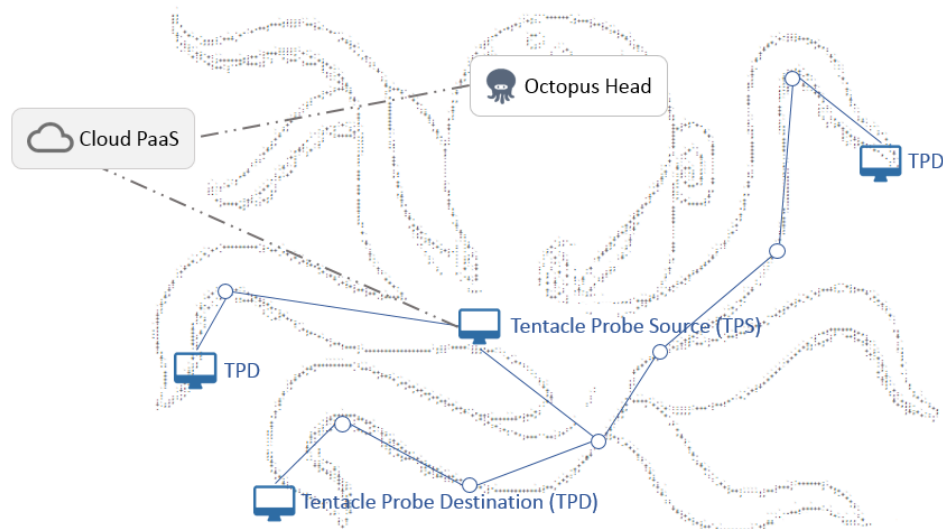 Octopus Head
Cloud PaaS
TPD
Tentacle Probe Source (TPS)
TPD
Tentacle Probe Destination (TPD)